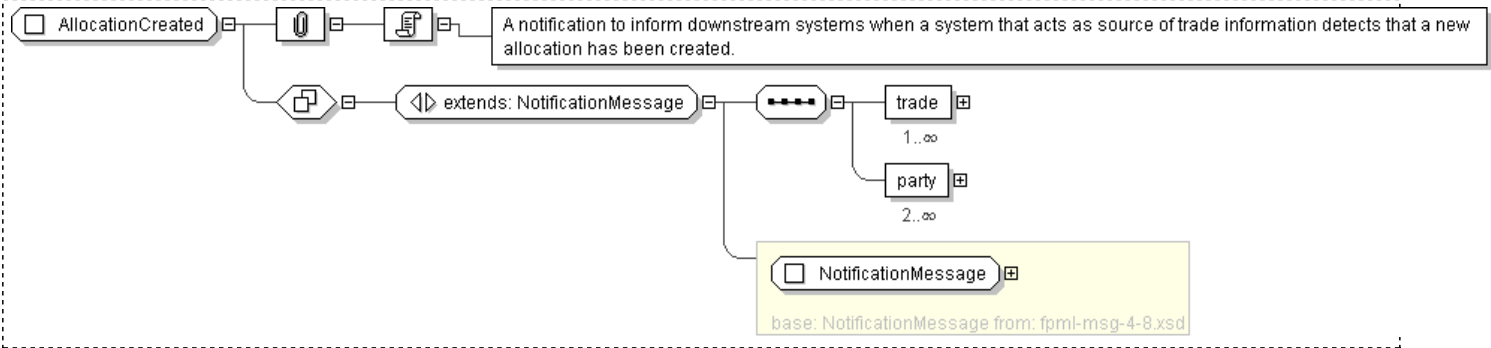 AllocationCreated
A notification to inform downstream systems when a system that acts as source of trade information detects that a new
allocation has been created.
extends: NotificationMessage
trade
1..∞
party
2..∞
NotificationMessage
base: NotificationMessage from: fpml-msg-4-8.xsd